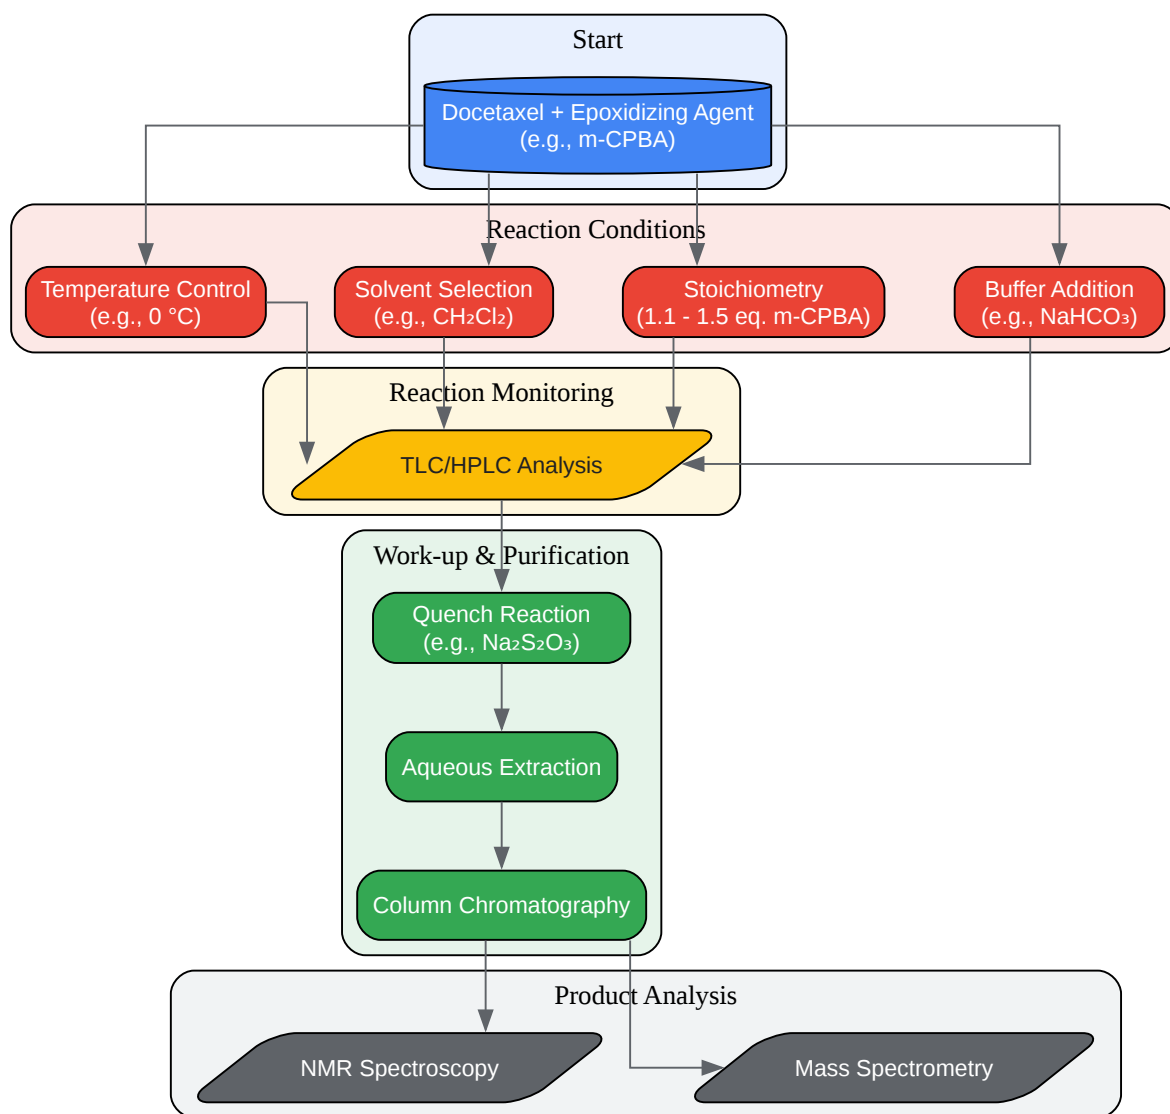 Start
Docetaxel + Epoxidizing Agent
(e.g., m-CPBA)
Reaction Conditions
Temperature Control
(e.g., 0 °C)
Solvent Selection
(e.g., CH₂Cl₂)
Stoichiometry
(1.1 - 1.5 eq. m-CPBA)
Buffer Addition
(e.g., NaHCO₃)
Reaction Monitoring
TLC/HPLC Analysis
Work-up & Purification
Quench Reaction
(e.g., Na₂S₂O₃)
Aqueous Extraction
Column Chromatography
Product Analysis
NMR Spectroscopy
Mass Spectrometry